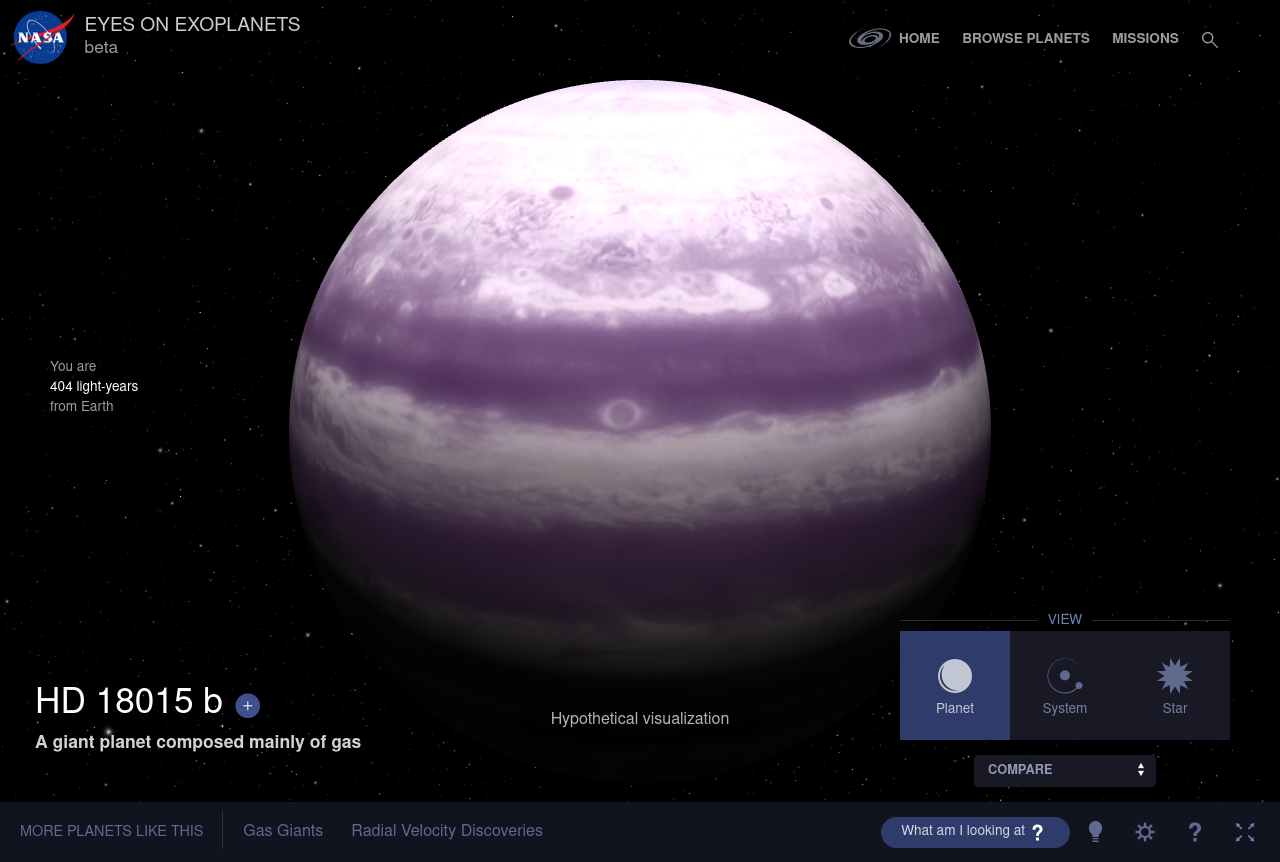 NASA
EYES ON EXOPLANETS
beta
HOME
BROWSE PLANETS
MISSIONS
You are
404 light-years
from Earth
VIEW
Planet
System
Star
HD 18015 b +
A giant planet composed mainly of gas
Hypothetical visualization
COMPARE
MORE PLANETS LIKE THIS
Gas Giants
Radial Velocity Discoveries
What am I looking at ?
?